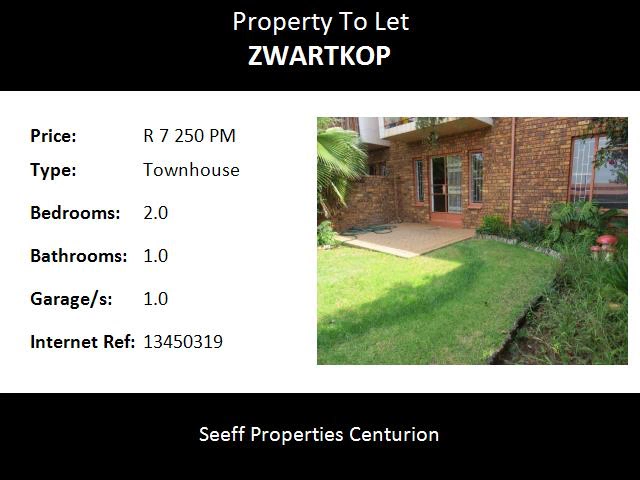 Property To Let
ZWARTKOP
Price: R 7 250 PM
Type: Townhouse
Bedrooms: 2.0
Bathrooms: 1.0
Garage/s: 1.0
Internet Ref: 13450319
Seeff Properties Centurion